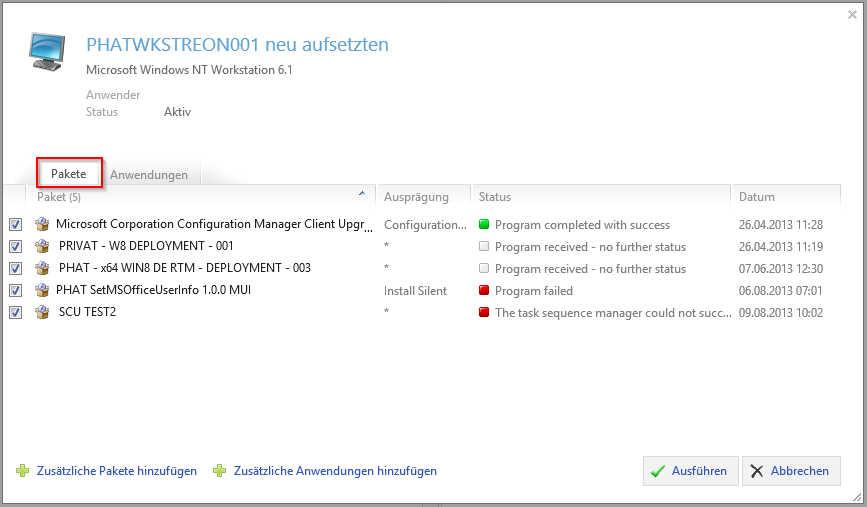 PHATWKSTREON001 neu aufsetzten
Microsoft Windows NT Workstation 6.1
Anwender
Status Aktiv
Pakete Anwendungen
Paket (5) Ausprägung Status Datum
Microsoft Corporation Configuration Manager Client Upgr... Configuration... Program completed with success 26.04.2013 11:28
PRIVAT - W8 DEPLOYMENT - 001 * Program received - no further status 26.04.2013 11:19
PHAT - x64 WIN8 DE RTM - DEPLOYMENT - 003 * Program received - no further status 07.06.2013 12:30
PHAT SetMSOfficeUserInfo 1.0.0 MUI Install Silent Program failed 06.08.2013 07:01
SCU TEST2 * The task sequence manager could not succ... 09.08.2013 10:02
Zusätzliche Pakete hinzufügen Zusätzliche Anwendungen hinzufügen Ausführen Abbrechen